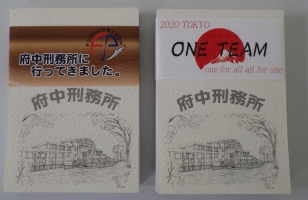 府中刑務所に
行ってきました。
府中刑務所
2020 TOKYO
ONE TEAM
one for all all for one
府中刑務所